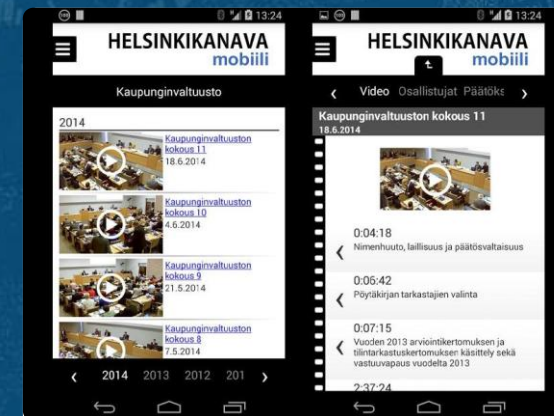 13:24
HELSINKIKANAVA
mobiili
Kaupunginvaltuusto
2014
Kaupunginvaltuuston
kokous 11
18.6.2014
Kaupunginvaltuuston
kokous 10
4.6.2014
Kaupunginvaltuuston
kokous 9
21.5.2014
Kaupunginvaltuuston
kokous 8
7.5.2014
2014 2013 2012 201
13:24
HELSINKIKANAVA
mobiili
Video Osallistujat Päätöks
Kaupunginvaltuuston kokous 11
18.6.2014
0:04:18
Nimenhuuto, laillisuus ja päätösvaltaisuus
0:06:42
Pöytäkirjan tarkastajien valinta
0:07:15
Vuoden 2013 arviointikertomuksen ja
tilintarkastuskertomuksen käsittely sekä
vastuuvapaus vuodelta 2013
2:37:24